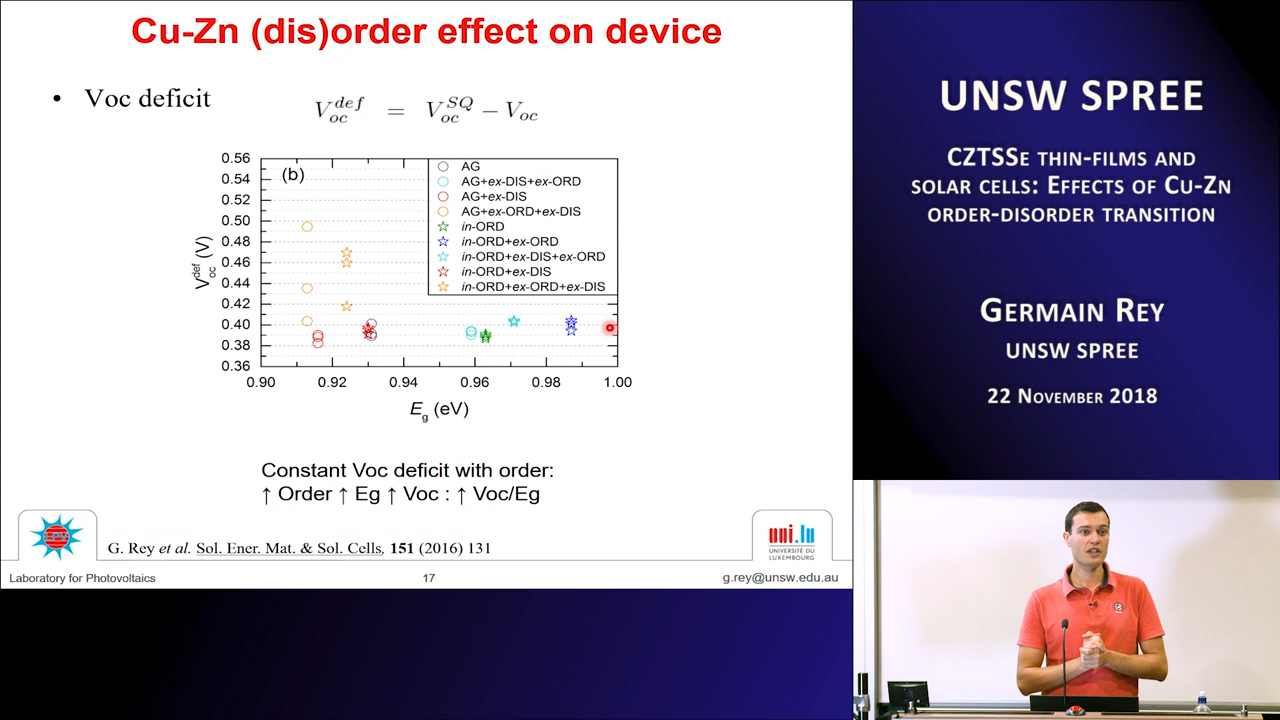 Cu-Zn (dis)order effect on device
• Voc deficit
V_oc^def = V_oc^SQ − V_oc
(b)
AG
AG+ex-DIS+ex-ORD
AG+ex-DIS
AG+ex-ORD+ex-DIS
in-ORD
in-ORD+ex-ORD
in-ORD+ex-DIS+ex-ORD
in-ORD+ex-DIS
in-ORD+ex-ORD+ex-DIS
0.56
0.54
0.52
0.50
0.48
0.46
0.44
0.42
0.40
0.38
0.36
V_oc^def (V)
0.90 0.92 0.94 0.96 0.98 1.00
E_g (eV)
Constant Voc deficit with order:
↑ Order ↑ Eg ↑ Voc : ↑ Voc/Eg
G. Rey et al. Sol. Ener. Mat. & Sol. Cells, 151 (2016) 131
uni.lu
UNIVERSITÉ DU
LUXEMBOURG
Laboratory for Photovoltaics 17 g.rey@unsw.edu.au
UNSW SPREE
CZTSSe thin-films and
solar cells: Effects of Cu-Zn
order-disorder transition
Germain Rey
UNSW SPREE
22 November 2018